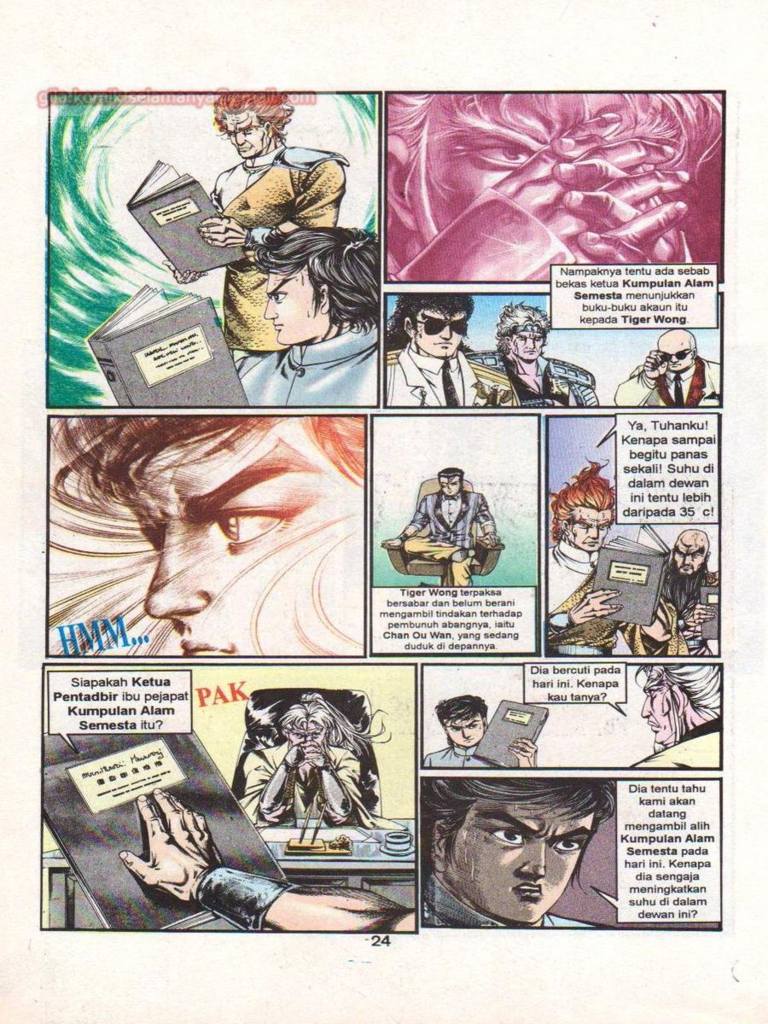 Nampaknya tentu ada sebab
bekas ketua Kumpulan Alam
Semesta menunjukkan
buku-buku akaun itu
kepada Tiger Wong.
HMM...
Tiger Wong terpaksa
bersabar dan belum berani
mengambil tindakan terhadap
pembunuh abangnya, iaitu
Chan Ou Wan, yang sedang
duduk di depannya.
Ya, Tuhanku!
Kenapa sampai
begitu panas
sekali! Suhu di
dalam dewan
ini tentu lebih
daripada 35°c!
Siapakah Ketua
Pentadbir ibu pejapat
Kumpulan Alam
Semesta itu?
PAK
Dia bercuti pada
hari ini. Kenapa
kau tanya?
Dia tentu tahu
kami akan
datang
mengambil alih
Kumpulan Alam
Semesta pada
hari ini. Kenapa
dia sengaja
meningkatkan
suhu di dalam
dewan ini?
24